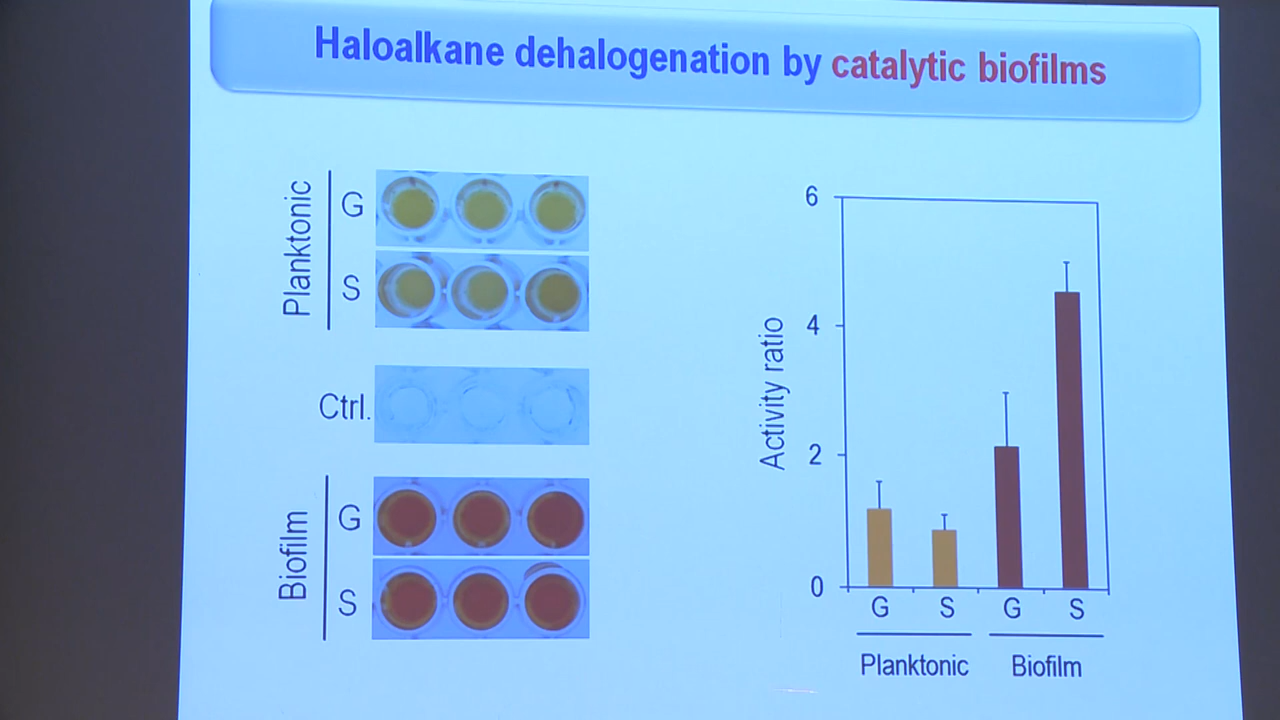 Haloalkane dehalogenation by catalytic biofilms
Planktonic
G
S
Ctrl.
Biofilm
G
S
Activity ratio
6
4
2
0
G S G S
Planktonic Biofilm